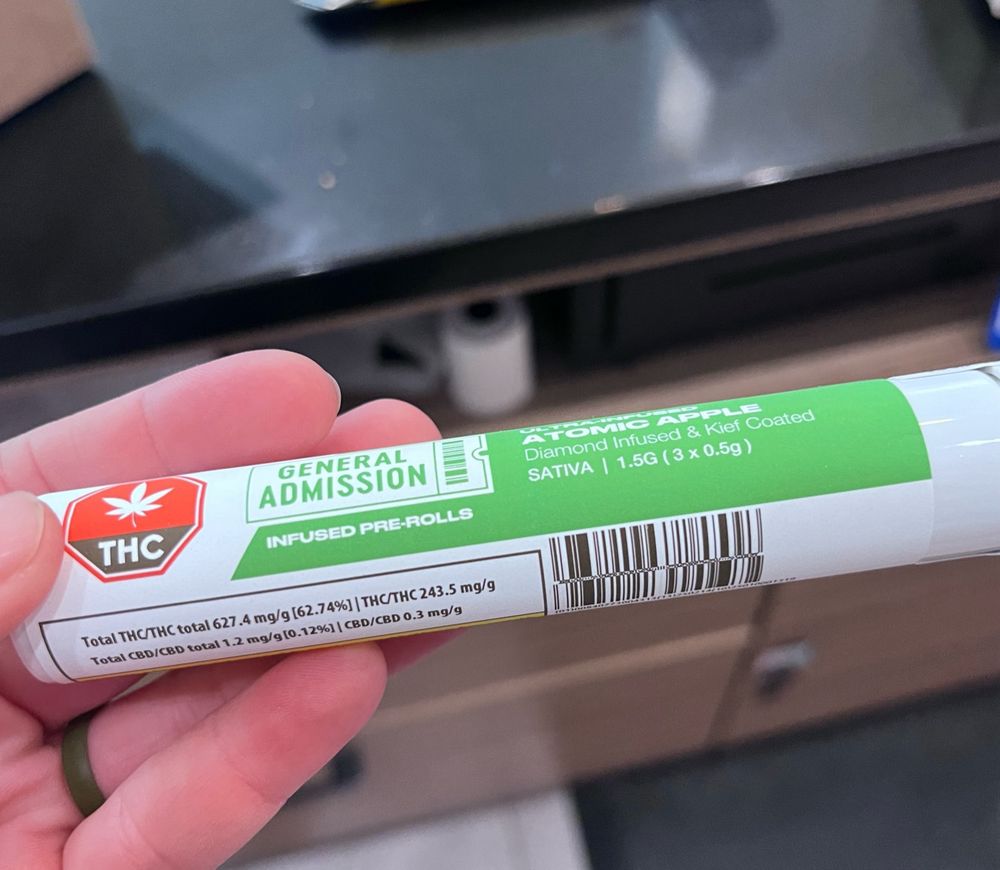 THC
GENERAL
ADMISSION
INFUSED PRE-ROLLS
ULTRA-INFUSED
ATOMIC APPLE
Diamond Infused & Kief Coated
SATIVA | 1.5G ( 3 x 0.5g )
Total THC/THC total 627.4 mg/g [62.74%] | THC/THC 243.5 mg/g
Total CBD/CBD total 1.2 mg/g [0.12%] | CBD/CBD 0.3 mg/g